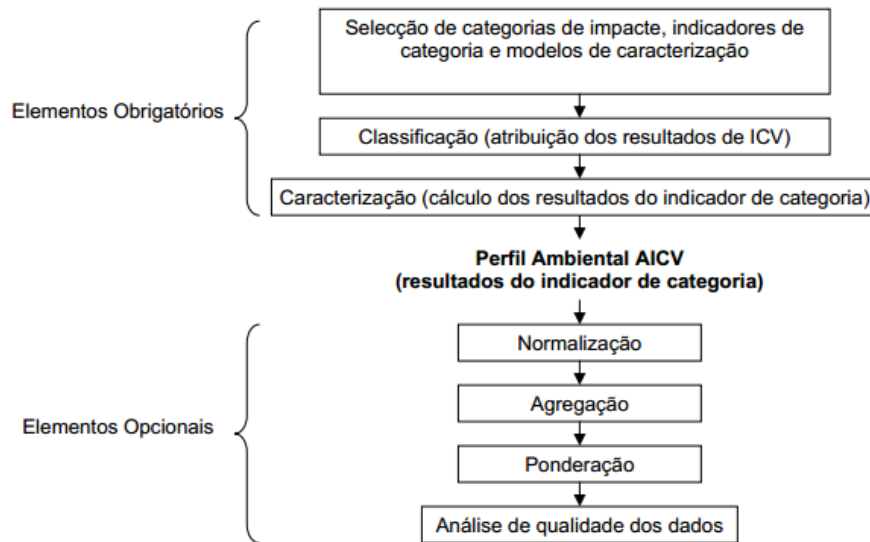 Selecção de categorias de impacte, indicadores de
categoria e modelos de caracterização
Elementos Obrigatórios
Classificação (atribuição dos resultados de ICV)
Caracterização (cálculo dos resultados do indicador de categoria)
Perfil Ambiental AICV
(resultados do indicador de categoria)
Normalização
Agregação
Elementos Opcionais
Ponderação
Análise de qualidade dos dados